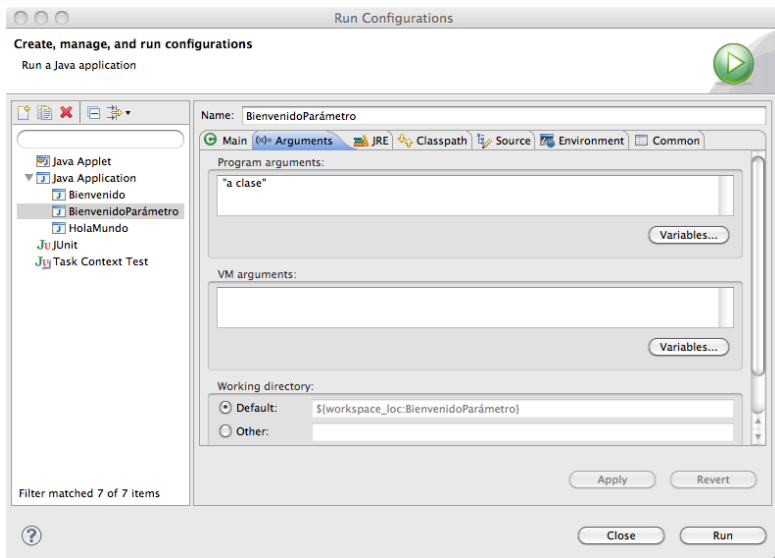 Run Configurations
Create, manage, and run configurations
Run a Java application
Name: BienvenidoParámetro
Main (x)= Arguments JRE Classpath Source Environment Common
Java Applet
Java Application
Bienvenido
BienvenidoParámetro
HolaMundo
JU JUnit
JU Task Context Test
Filter matched 7 of 7 items
Program arguments:
"a clase"
Variables...
VM arguments:
Variables...
Working directory:
Default: ${workspace_loc:BienvenidoParámetro}
Other:
Apply Revert
? Close Run